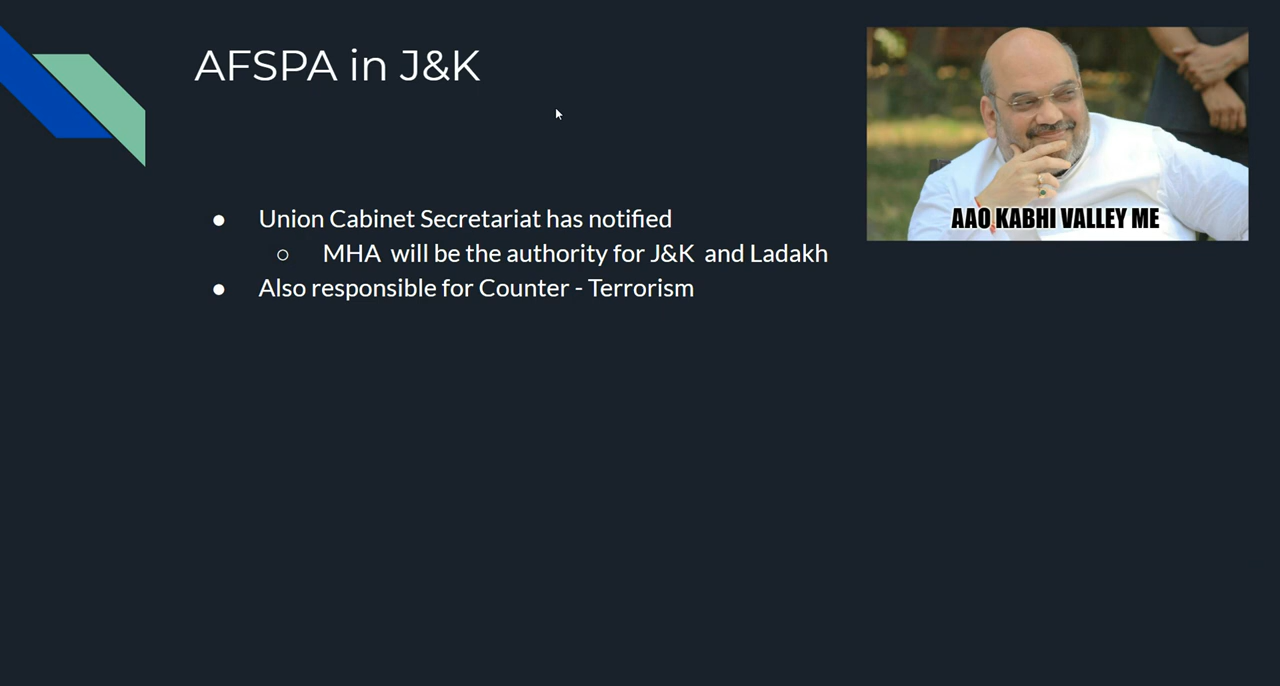 AFSPA in J&K
AAO KABHI VALLEY ME
● Union Cabinet Secretariat has notified
○ MHA will be the authority for J&K and Ladakh
● Also responsible for Counter - Terrorism